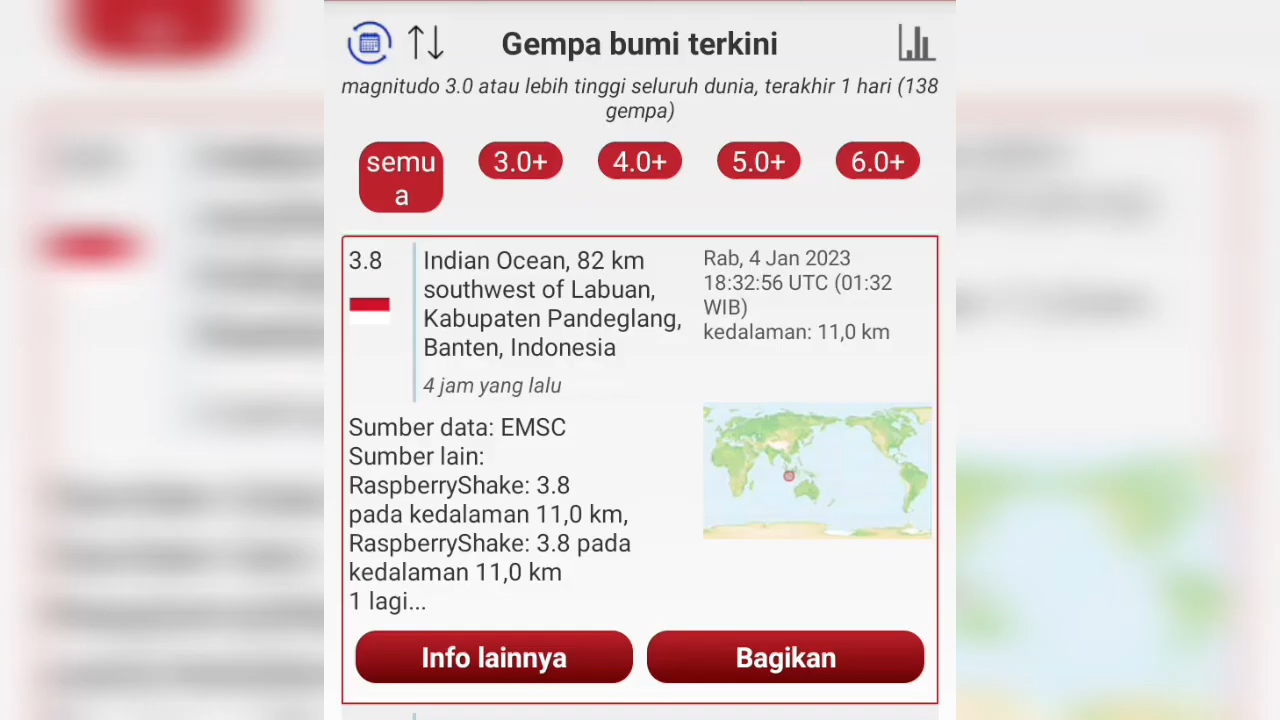 Gempa bumi terkini
magnitudo 3.0 atau lebih tinggi seluruh dunia, terakhir 1 hari (138
gempa)
semu
a
3.0+
4.0+
5.0+
6.0+
3.8
Indian Ocean, 82 km
southwest of Labuan,
Kabupaten Pandeglang,
Banten, Indonesia
4 jam yang lalu
Rab, 4 Jan 2023
18:32:56 UTC (01:32
WIB)
kedalaman: 11,0 km
Sumber data: EMSC
Sumber lain:
RaspberryShake: 3.8
pada kedalaman 11,0 km,
RaspberryShake: 3.8 pada
kedalaman 11,0 km
1 lagi...
Info lainnya
Bagikan